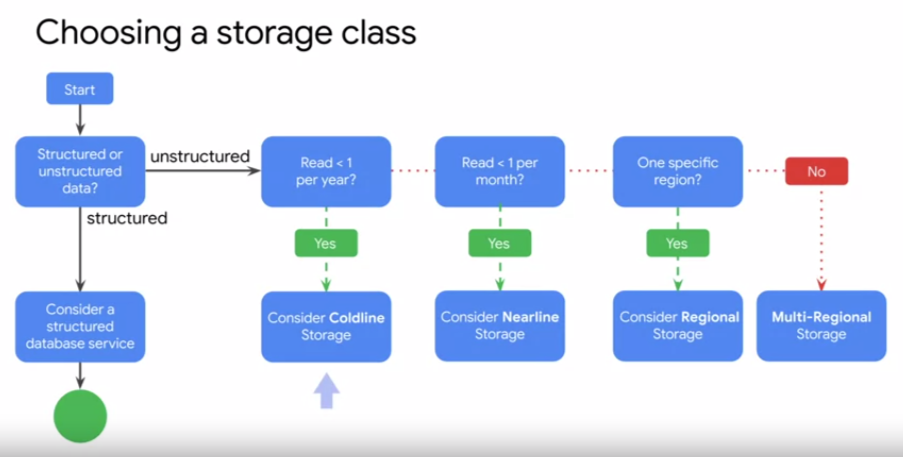 Choosing a storage class
Start
Structured or
unstructured
data?
unstructured
Read < 1
per year?
Read < 1 per
month?
One specific
region?
No
structured
Yes
Yes
Yes
Consider a
structured
database service
Consider Coldline
Storage
Consider Nearline
Storage
Consider Regional
Storage
Multi-Regional
Storage